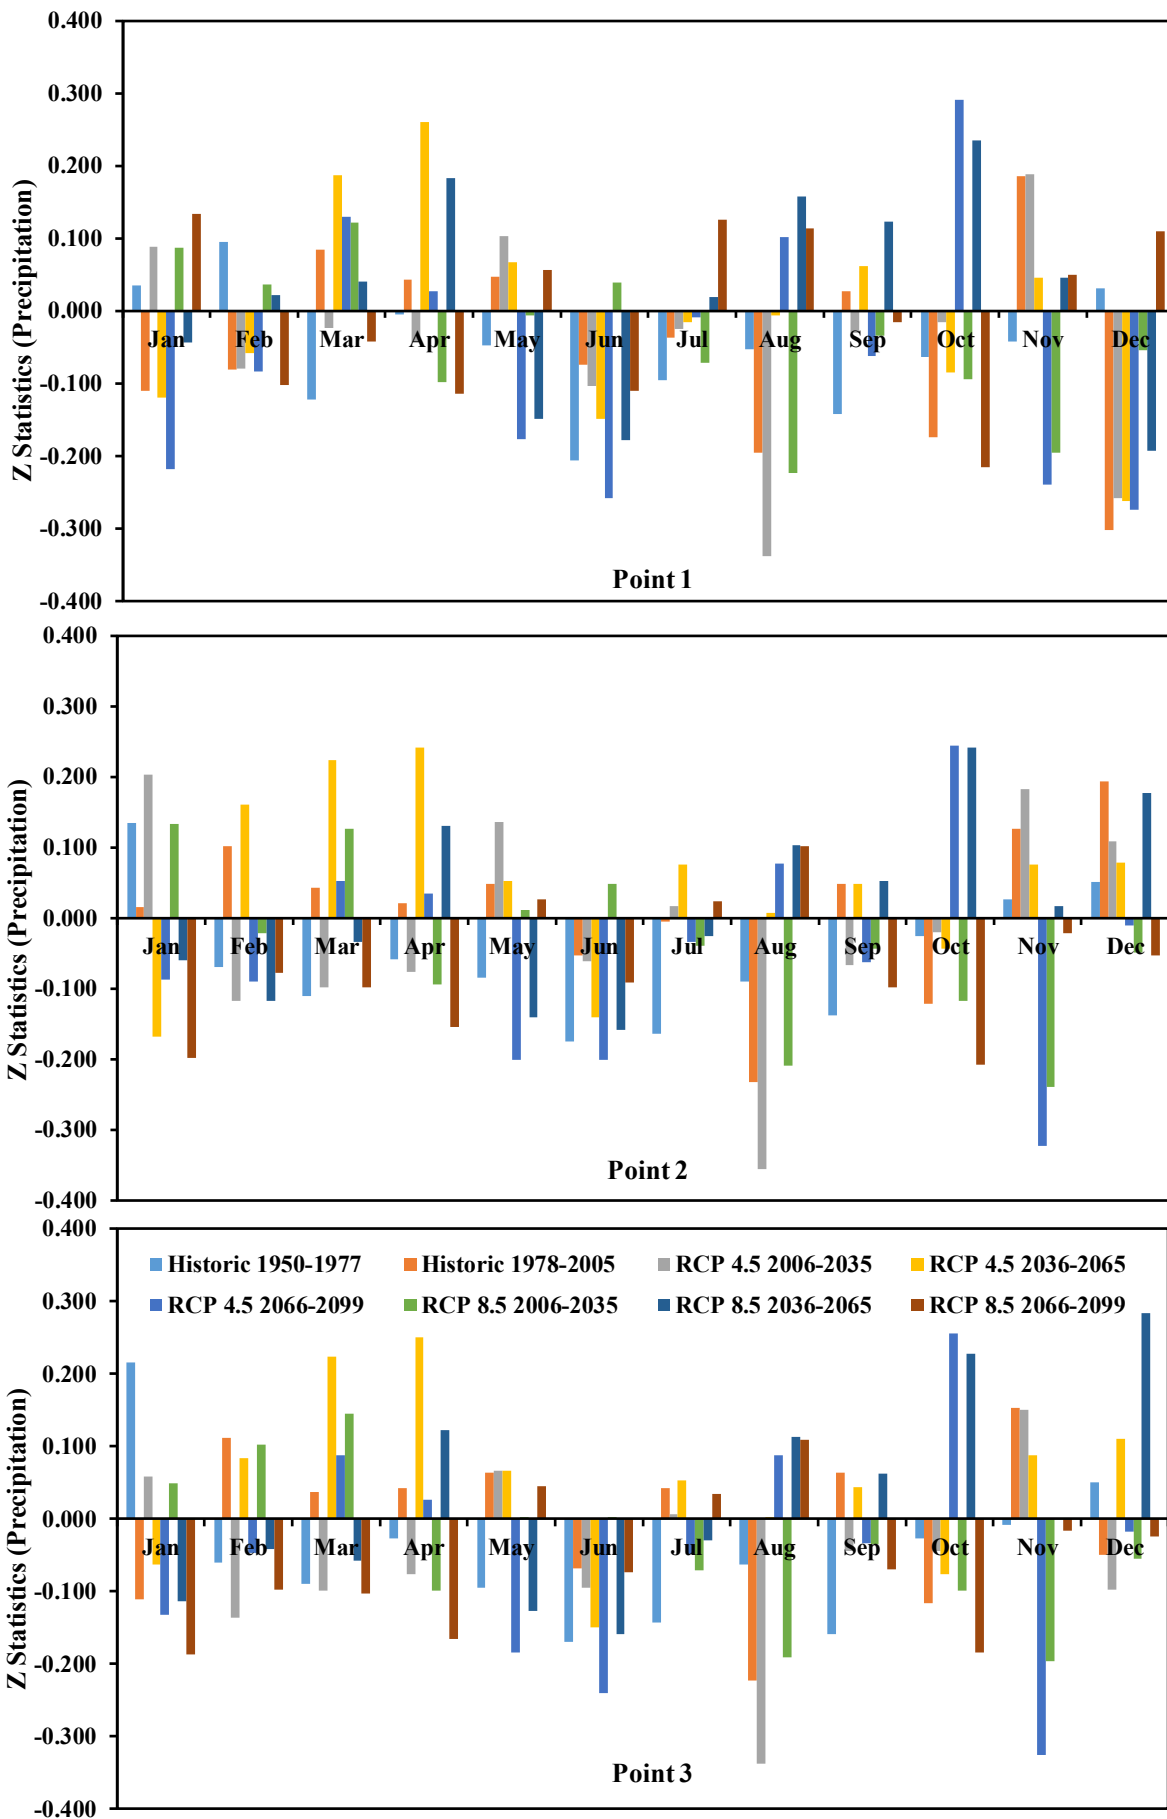 0.400
0.300
0.200
0.100
0.000
-0.100
-0.200
-0.300
-0.400
Z Statistics (Precipitation)
Jan Feb Mar Apr May Jun Jul Aug Sep Oct Nov Dec
Point 1
0.400
0.300
0.200
0.100
0.000
-0.100
-0.200
-0.300
-0.400
Z Statistics (Precipitation)
Jan Feb Mar Apr May Jun Jul Aug Sep Oct Nov Dec
Point 2
0.400
0.300
0.200
0.100
0.000
-0.100
-0.200
-0.300
-0.400
Z Statistics (Precipitation)
Historic 1950-1977 Historic 1978-2005 RCP 4.5 2006-2035 RCP 4.5 2036-2065
RCP 4.5 2066-2099 RCP 8.5 2006-2035 RCP 8.5 2036-2065 RCP 8.5 2066-2099
Jan Feb Mar Apr May Jun Jul Aug Sep Oct Nov Dec
Point 3